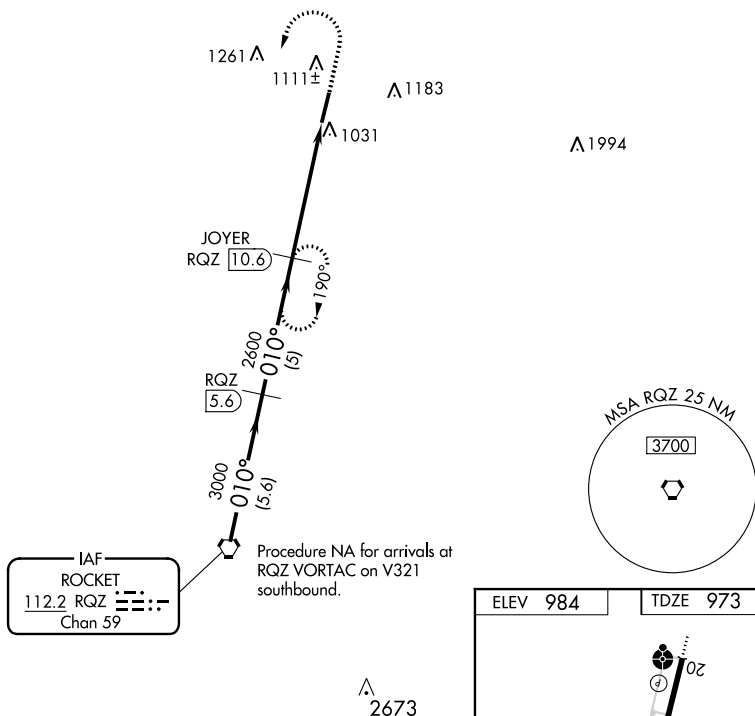 1261
1111±
1183
1031
1994
JOYER
RQZ 10.6
190°
2600
010°
(5)
RQZ
5.6
MSA RQZ 25 NM
3700
3000
010°
(5.6)
IAF
ROCKET
112.2 RQZ
Chan 59
Procedure NA for arrivals at
RQZ VORTAC on V321
southbound.
ELEV 984
TDZE 973
20
P
2673